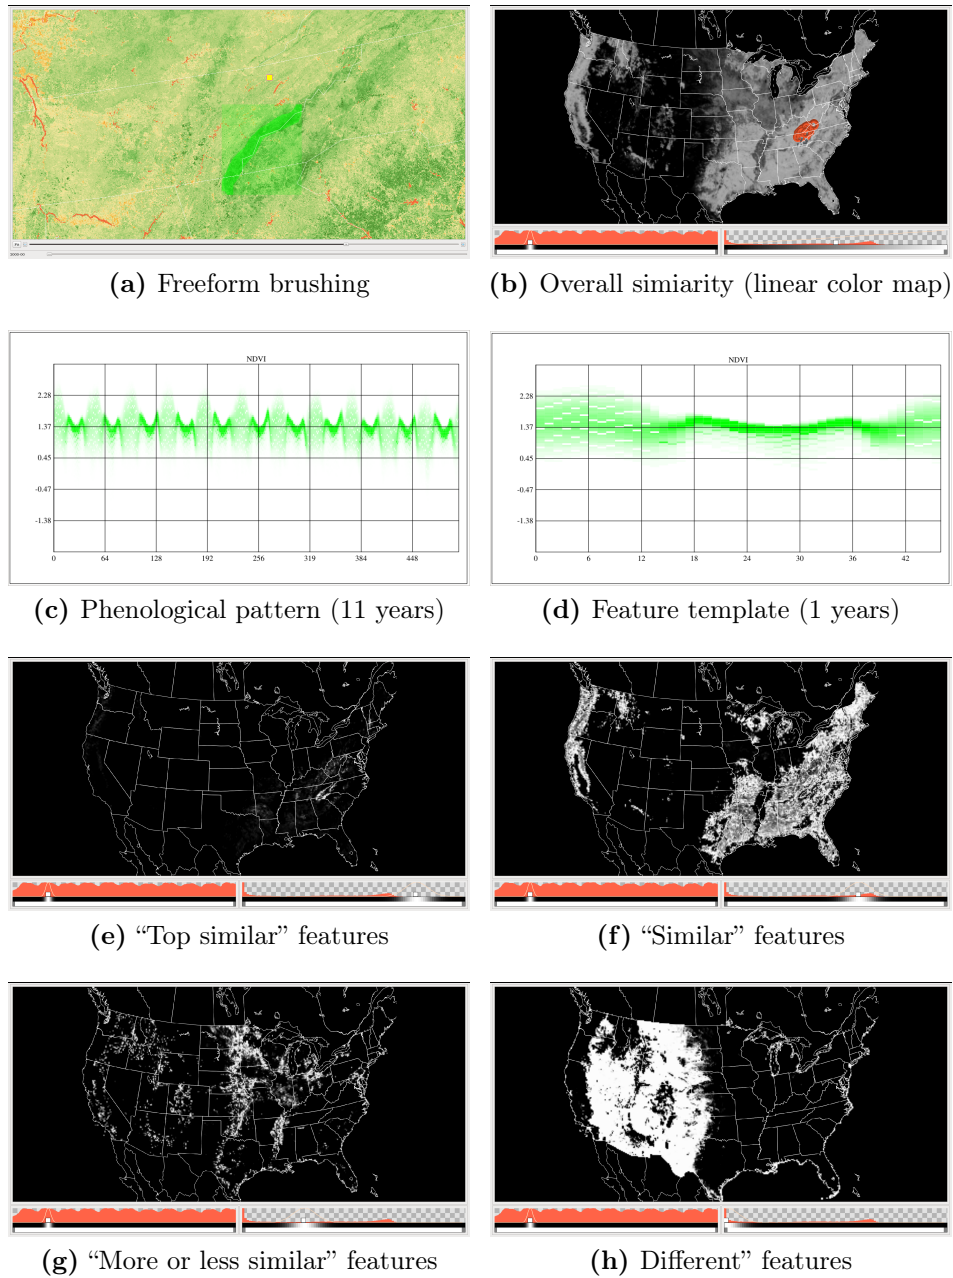 (a) Freeform brushing
(b) Overall simiarity (linear color map)
NDVI
2.28
1.37
0.45
-0.47
-1.38
0 64 128 192 256 319 384 448
NDVI
2.28
1.37
0.45
-0.47
-1.38
0 6 12 18 24 30 36 42
(c) Phenological pattern (11 years)
(d) Feature template (1 years)
(e) “Top similar” features
(f) “Similar” features
(g) “More or less similar” features
(h) Different” features